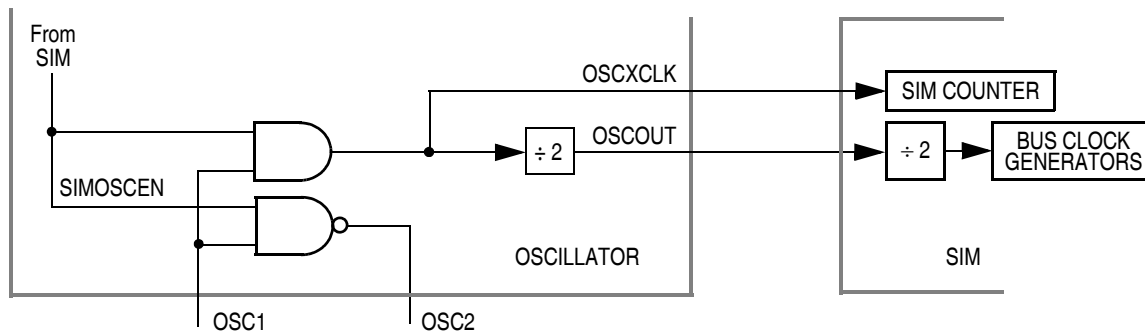 From
SIM
OSCXCLK
SIM COUNTER
÷ 2
OSCOUT
÷ 2
BUS CLOCK
GENERATORS
SIMOSCEN
OSCILLATOR
SIM
OSC1
OSC2